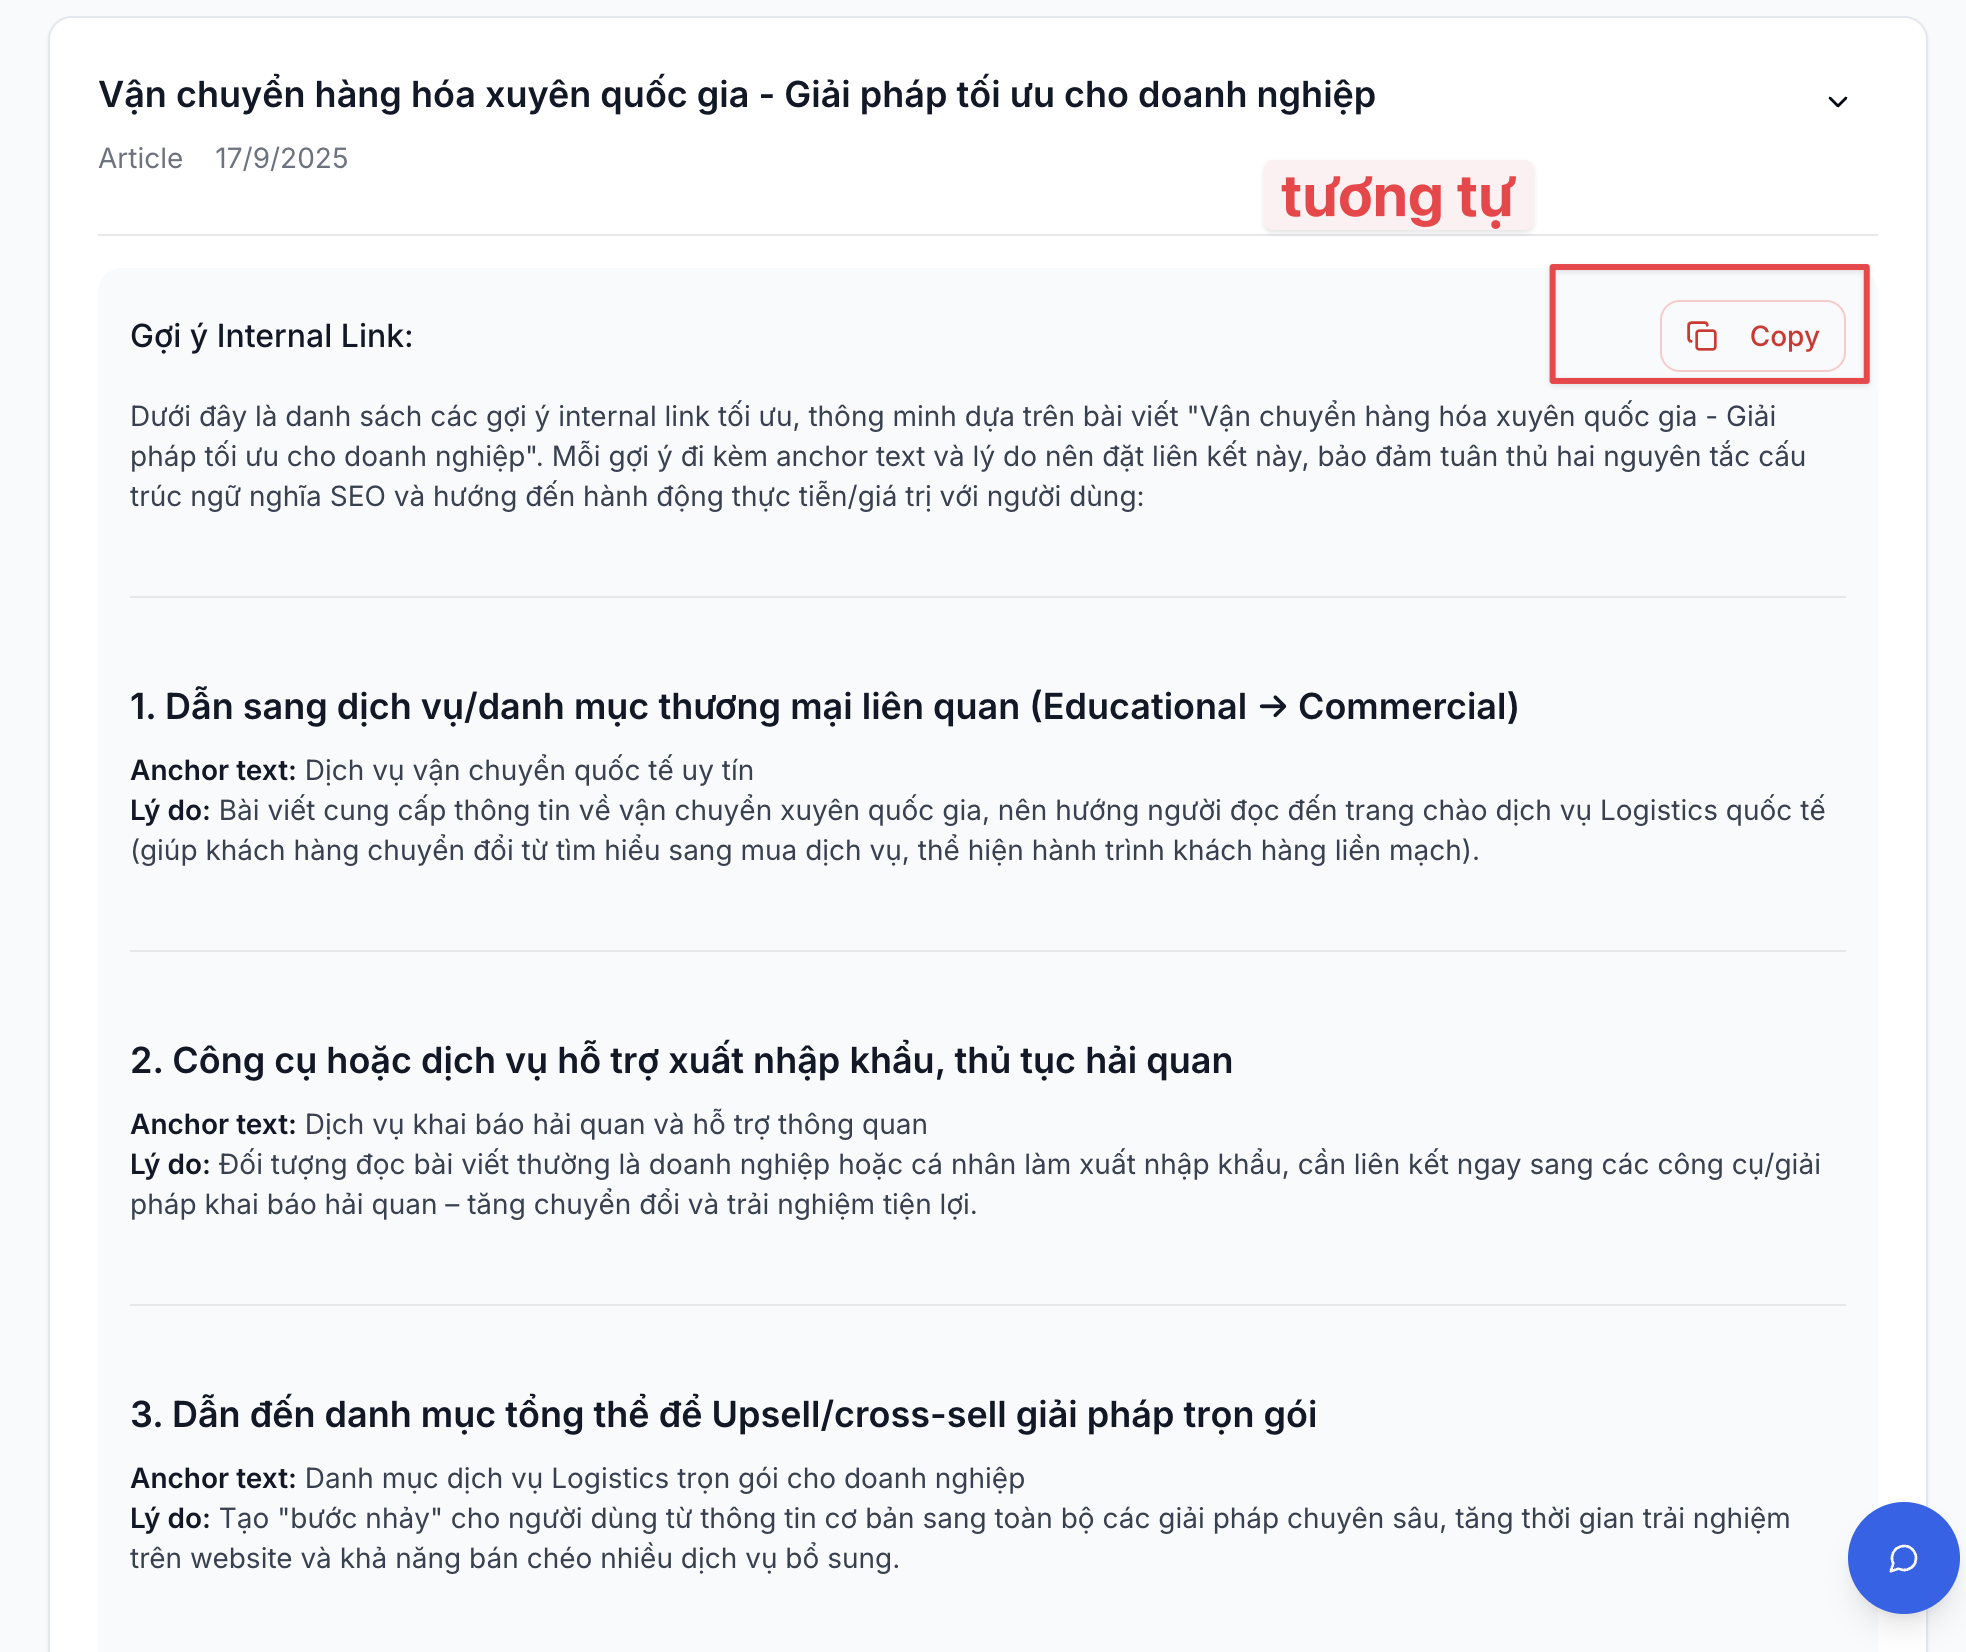 Vận chuyển hàng hóa xuyên quốc gia - Giải pháp tối ưu cho doanh nghiệp
Article 17/9/2025
tương tự
Gợi ý Internal Link:
Copy
Dưới đây là danh sách các gợi ý internal link tối ưu, thông minh dựa trên bài viết "Vận chuyển hàng hóa xuyên quốc gia - Giải
pháp tối ưu cho doanh nghiệp". Mỗi gợi ý đi kèm anchor text và lý do nên đặt liên kết này, bảo đảm tuân thủ hai nguyên tắc cấu
trúc ngữ nghĩa SEO và hướng đến hành động thực tiễn/giá trị với người dùng:
1. Dẫn sang dịch vụ/danh mục thương mại liên quan (Educational → Commercial)
Anchor text: Dịch vụ vận chuyển quốc tế uy tín
Lý do: Bài viết cung cấp thông tin về vận chuyển xuyên quốc gia, nên hướng người đọc đến trang chào dịch vụ Logistics quốc tế
(giúp khách hàng chuyển đổi từ tìm hiểu sang mua dịch vụ, thể hiện hành trình khách hàng liền mạch).
2. Công cụ hoặc dịch vụ hỗ trợ xuất nhập khẩu, thủ tục hải quan
Anchor text: Dịch vụ khai báo hải quan và hỗ trợ thông quan
Lý do: Đối tượng đọc bài viết thường là doanh nghiệp hoặc cá nhân làm xuất nhập khẩu, cần liên kết ngay sang các công cụ/giải
pháp khai báo hải quan – tăng chuyển đổi và trải nghiệm tiện lợi.
3. Dẫn đến danh mục tổng thể để Upsell/cross-sell giải pháp trọn gói
Anchor text: Danh mục dịch vụ Logistics trọn gói cho doanh nghiệp
Lý do: Tạo "bước nhảy" cho người dùng từ thông tin cơ bản sang toàn bộ các giải pháp chuyên sâu, tăng thời gian trải nghiệm
trên website và khả năng bán chéo nhiều dịch vụ bổ sung.